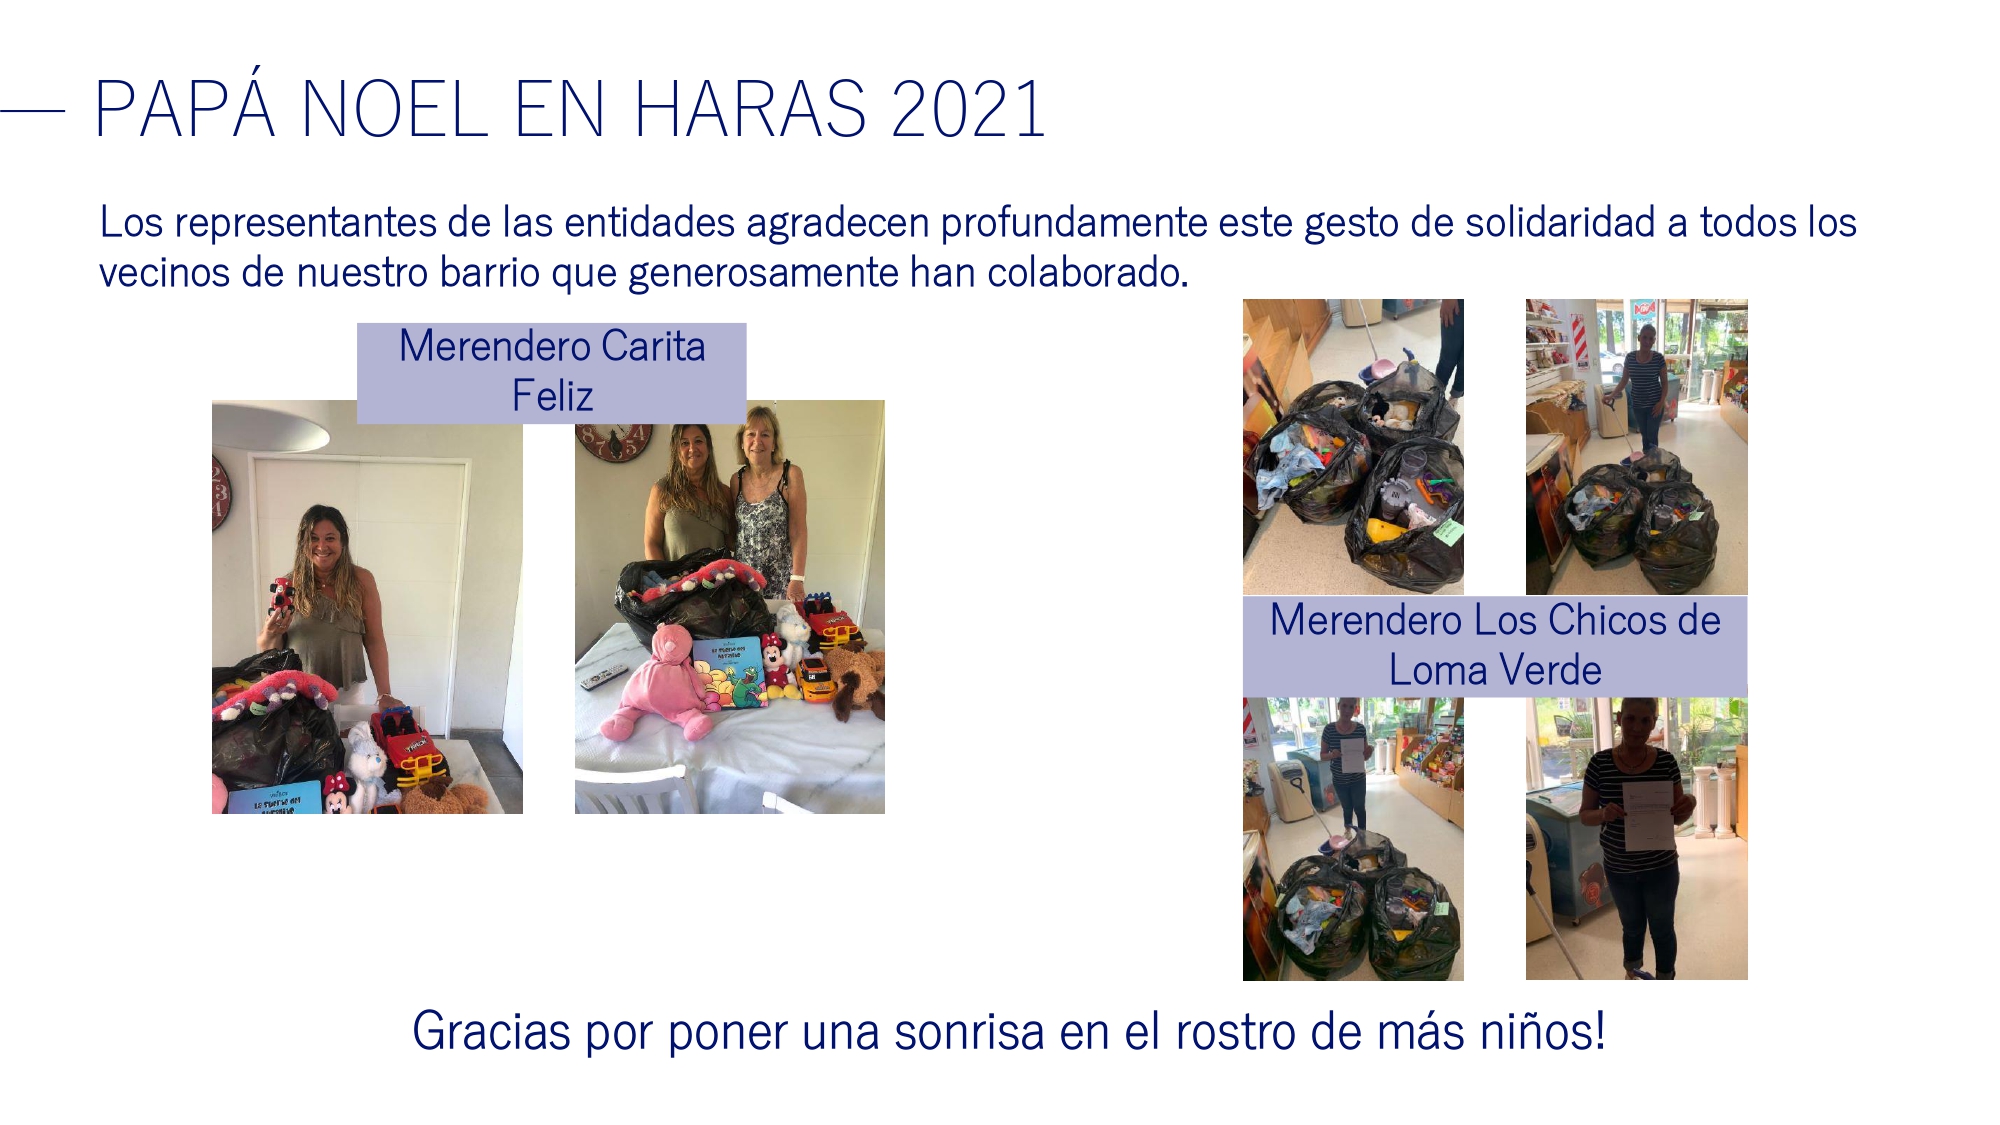 PAPÁ NOEL EN HARAS 2021
Los representantes de las entidades agradecen profundamente este gesto de solidaridad a todos los
vecinos de nuestro barrio que generosamente han colaborado.
Merendero Carita
Feliz
Merendero Los Chicos de
Loma Verde
Gracias por poner una sonrisa en el rostro de más niños!